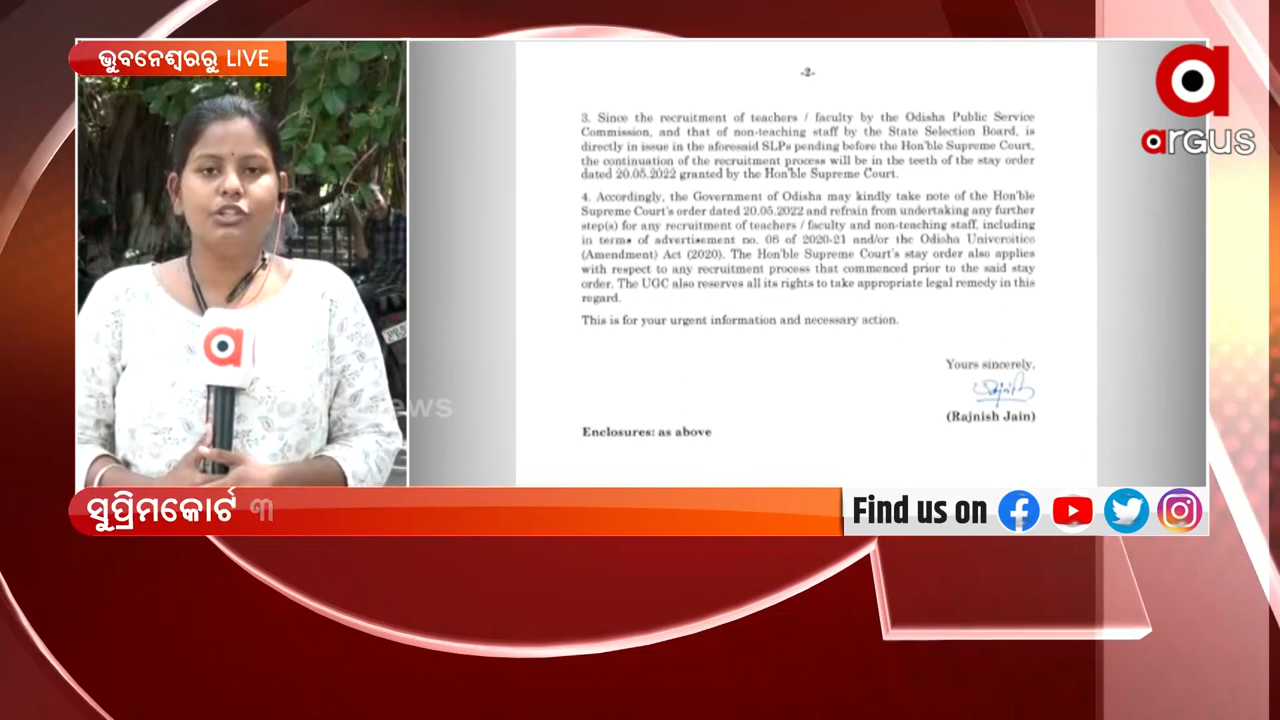 ଭୁବନେଶ୍ୱରରୁ LIVE
-2-
3. Since the recruitment of teachers / faculty by the Odisha Public Service
Commission, and that of non-teaching staff by the State Selection Board, is
directly in issue in the aforesaid SLPs pending before the Hon'ble Supreme Court,
the continuation of the recruitment process will be in the teeth of the stay order
dated 20.05.2022 granted by the Hon'ble Supreme Court.
4. Accordingly, the Government of Odisha may kindly take note of the Hon'ble
Supreme Court's order dated 20.05.2022 and refrain from undertaking any further
step(s) for any recruitment of teachers / faculty and non-teaching staff, including
in terms of advertisement no. 06 of 2020-21 and/or the Odisha Universities
(Amendment) Act (2020). The Hon'ble Supreme Court's stay order also applies
with respect to any recruitment process that commenced prior to the said stay
order. The UGC also reserves all its rights to take appropriate legal remedy in this
regard.
This is for your urgent information and necessary action.
Yours sincerely,
(Rajnish Jain)
Enclosures: as above
a
argus
a
news
ସୁପ୍ରିମକୋର୍ଟ ୩
Find us on